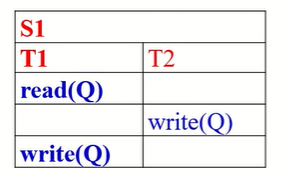 S1
T1 T2
read(Q)
write(Q)
write(Q)